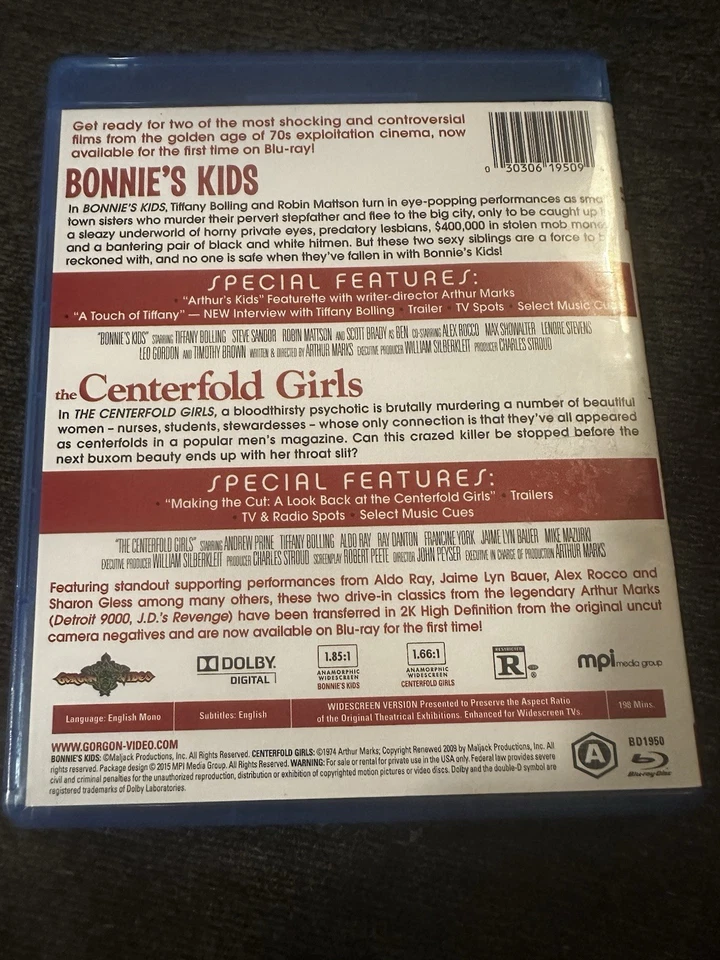 Get ready for two of the most shocking and controversial
films from the golden age of 70s exploitation cinema, now
available for the first time on Blu-ray!
0 30306 19509
BONNIE'S KIDS
In BONNIE'S KIDS, Tiffany Bolling and Robin Mattson turn in eye-popping performances as
town sisters who murder their pervert stepfather and flee to the big city, only to be caught up
a sleazy underworld of horny private eyes, predatory lesbians, $400,000 in stolen mob
and a bantering pair of black and white hitmen. But these two sexy siblings are a force to
reckoned with, and no one is safe when they've fallen in with Bonnie's Kids!
SPECIAL FEATURES:
• "Arthur's Kids" Featurette with writer-director Arthur Marks
• "A Touch of Tiffany" — NEW Interview with Tiffany Bolling • Trailer • TV Spots • Select Music
"BONNIE'S KIDS" STARRING TIFFANY BOLLING STEVE SANDOR ROBIN MATTSON AND SCOTT BRADY AS BEN CO-STARRING ALEX ROCCO MAX SHOWALTER LENORE STEVENS
LEO GORDON AND TIMOTHY BROWN WRITTEN & DIRECTED BY ARTHUR MARKS EXECUTIVE PRODUCER WILLIAM SILBERKLEIT PRODUCER CHARLES STROUD
the Centerfold Girls
In THE CENTERFOLD GIRLS, a bloodthirsty psychotic is brutally murdering a number of beautiful
women – nurses, students, stewardesses – whose only connection is that they've all appeared
as centerfolds in a popular men's magazine. Can this crazed killer be stopped before the
next buxom beauty ends up with her throat slit?
SPECIAL FEATURES:
• "Making the Cut: A Look Back at the Centerfold Girls" • Trailers
• TV & Radio Spots • Select Music Cues
"THE CENTERFOLD GIRLS" STARRING ANDREW PRINE TIFFANY BOLLING ALDO RAY RAY DANTON FRANCINE YORK JAIME LYN BAUER MIKE MAZURKI
EXECUTIVE PRODUCER WILLIAM SILBERKLEIT PRODUCER CHARLES STROUD SCREENPLAY ROBERT PEETE DIRECTOR JOHN PEYSER EXECUTIVE IN CHARGE OF PRODUCTION ARTHUR MARKS
Featuring standout supporting performances from Aldo Ray, Jaime Lyn Bauer, Alex Rocco and
Sharon Gless among many others, these two drive-in classics from the legendary Arthur Marks
(Detroit 9000, J.D.'s Revenge) have been transferred in 2K High Definition from the original uncut
camera negatives and are now available on Blu-ray for the first time!
GORGON VIDEO
DOLBY
DIGITAL
1.85:1
ANAMORPHIC
WIDESCREEN
BONNIE'S KIDS
1.66:1
ANAMORPHIC
WIDESCREEN
CENTERFOLD GIRLS
RESTRICTED
R
mpi media group
Language: English Mono
Subtitles: English
WIDESCREEN VERSION Presented to Preserve the Aspect Ratio
of the Original Theatrical Exhibitions. Enhanced for Widescreen TVs.
198 Mins.
WWW.GORGON-VIDEO.COM
BONNIE'S KIDS: ©Maljack Productions, Inc. All Rights Reserved. CENTERFOLD GIRLS: ©1974 Arthur Marks; Copyright Renewed 2009 by Maljack Productions, Inc. All
rights reserved. Package design © 2015 MPI Media Group. All Rights Reserved. WARNING: For sale or rental for private use in the USA only. Federal law provides severe
civil and criminal penalties for the unauthorized reproduction, distribution or exhibition of copyrighted motion pictures or video discs. Dolby and the double-D symbol are
registered trademarks of Dolby Laboratories.
A
BD1950
Blu-ray Disc